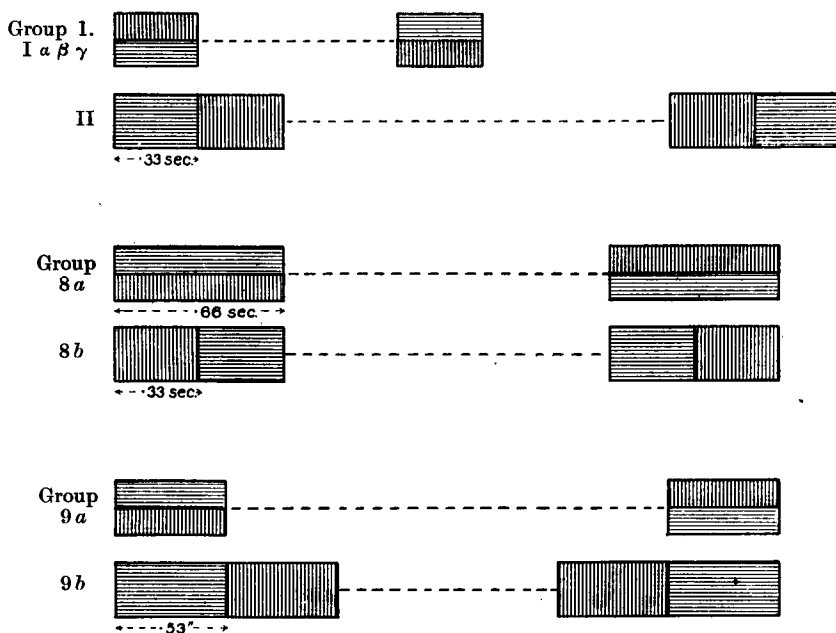 Group 1.
I α β γ
II
33 sec.
Group
8 a
66 sec.
8 b
33 sec.
Group
9 a
9 b
53"